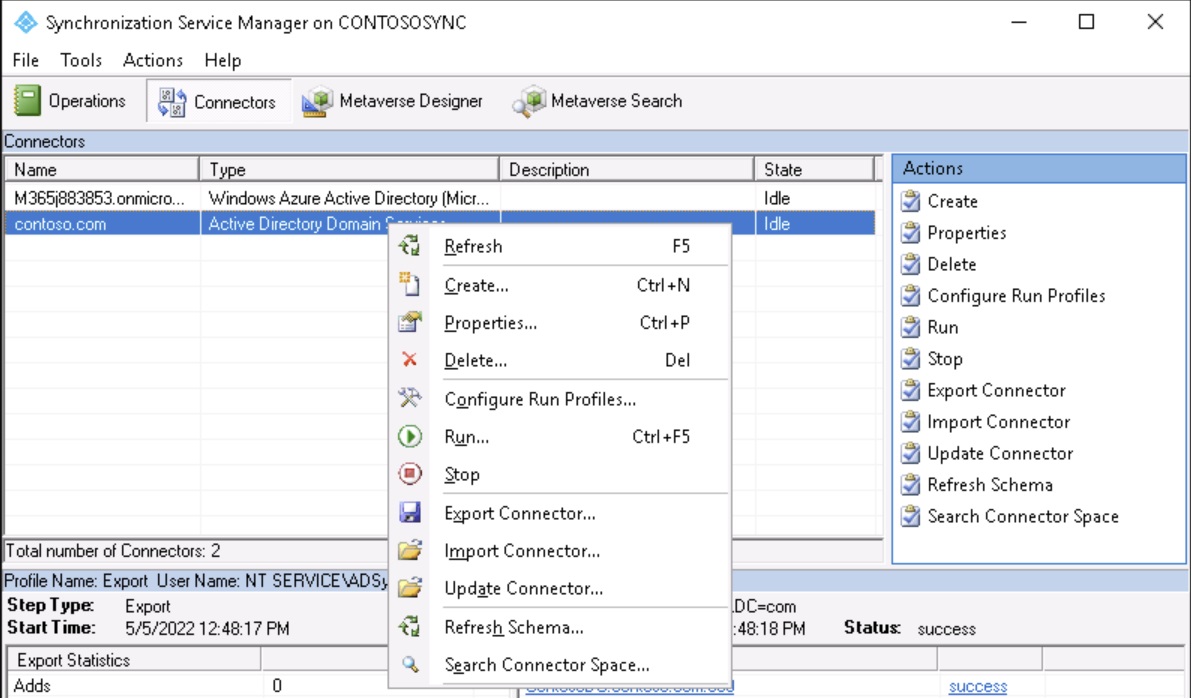 Synchronization Service Manager on CONTOSOSYNC
File Tools Actions Help
Operations Connectors Metaverse Designer Metaverse Search
Connectors
Name Type Description State
M365j883853.onmicro... Windows Azure Active Directory (Micr... Idle
contoso.com Active Directory Domain Services Idle
Refresh F5
Create... Ctrl+N
Properties... Ctrl+P
Delete... Del
Configure Run Profiles...
Run... Ctrl+F5
Stop
Export Connector...
Import Connector...
Update Connector...
Refresh Schema...
Search Connector Space...
Actions
Create
Properties
Delete
Configure Run Profiles
Run
Stop
Export Connector
Import Connector
Update Connector
Refresh Schema
Search Connector Space
Total number of Connectors: 2
Profile Name: Export User Name: NT SERVICE\ADSy
Step Type: Export DC=com
Start Time: 5/5/2022 12:48:17 PM :48:18 PM Status: success
Export Statistics
Adds 0 success